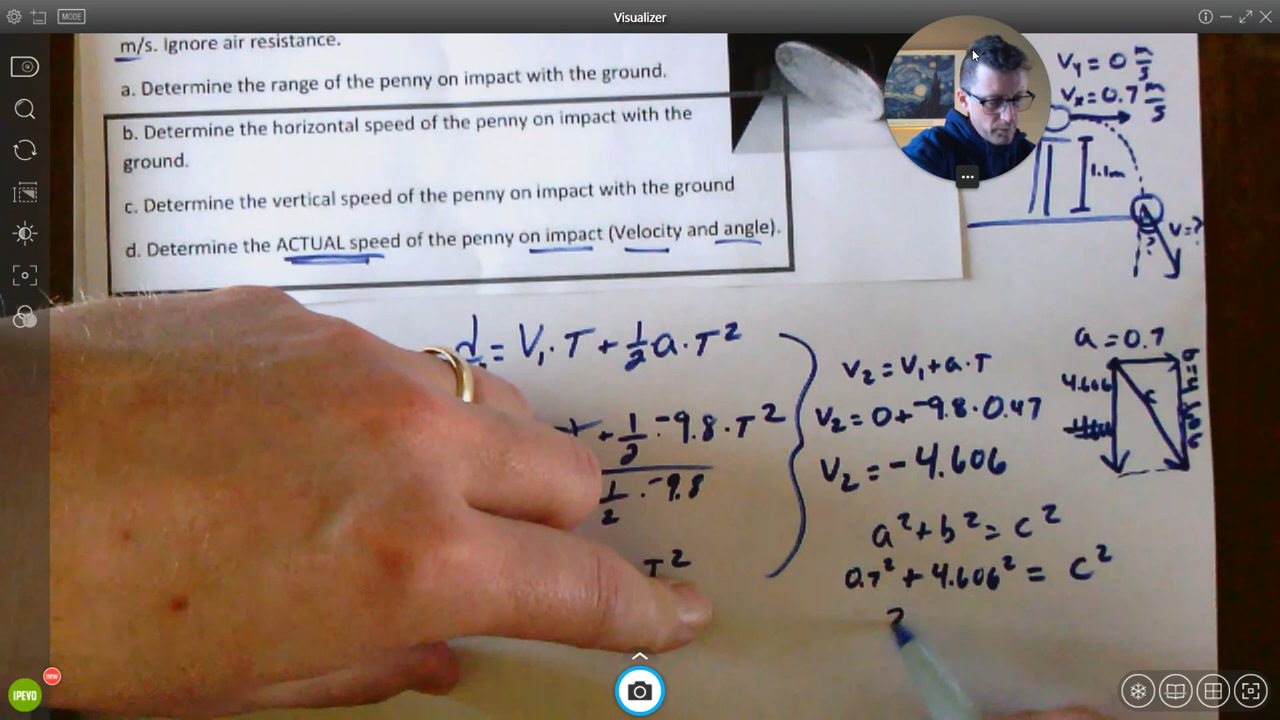 MODE
Visualizer
m/s. Ignore air resistance.
a. Determine the range of the penny on impact with the ground.
b. Determine the horizontal speed of the penny on impact with the
ground.
c. Determine the vertical speed of the penny on impact with the ground
d. Determine the ACTUAL speed of the penny on impact (Velocity and angle).
Vy = 0 m/s
Vx = 0.7 m/s
1.1m
V=?
?
d = V₁·T + ½a·T²
+ ½·⁻9.8·T²
½·⁻9.8
T²
V₂ = V₁ + a·T
V₂ = 0 + ⁻9.8·0.47
V₂ = -4.606
a² + b² = c²
0.7² + 4.606² = c²
2
a = 0.7
4.606
c
b=4.606
IPEVO
new